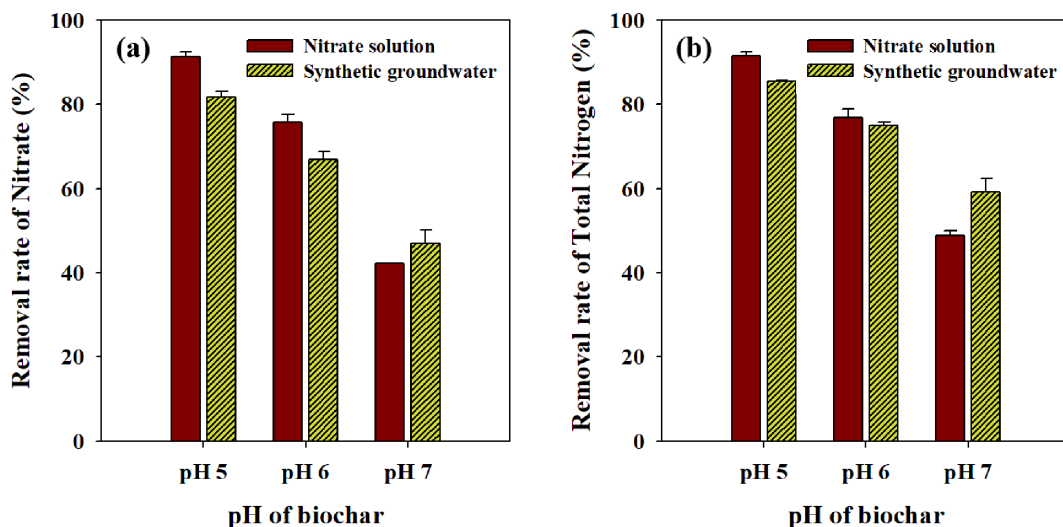 (a)
Nitrate solution
Synthetic groundwater
Removal rate of Nitrate (%)
100
80
60
40
20
0
pH 5 pH 6 pH 7
pH of biochar
(b)
Nitrate solution
Synthetic groundwater
Removal rate of Total Nitrogen (%)
100
80
60
40
20
0
pH 5 pH 6 pH 7
pH of biochar